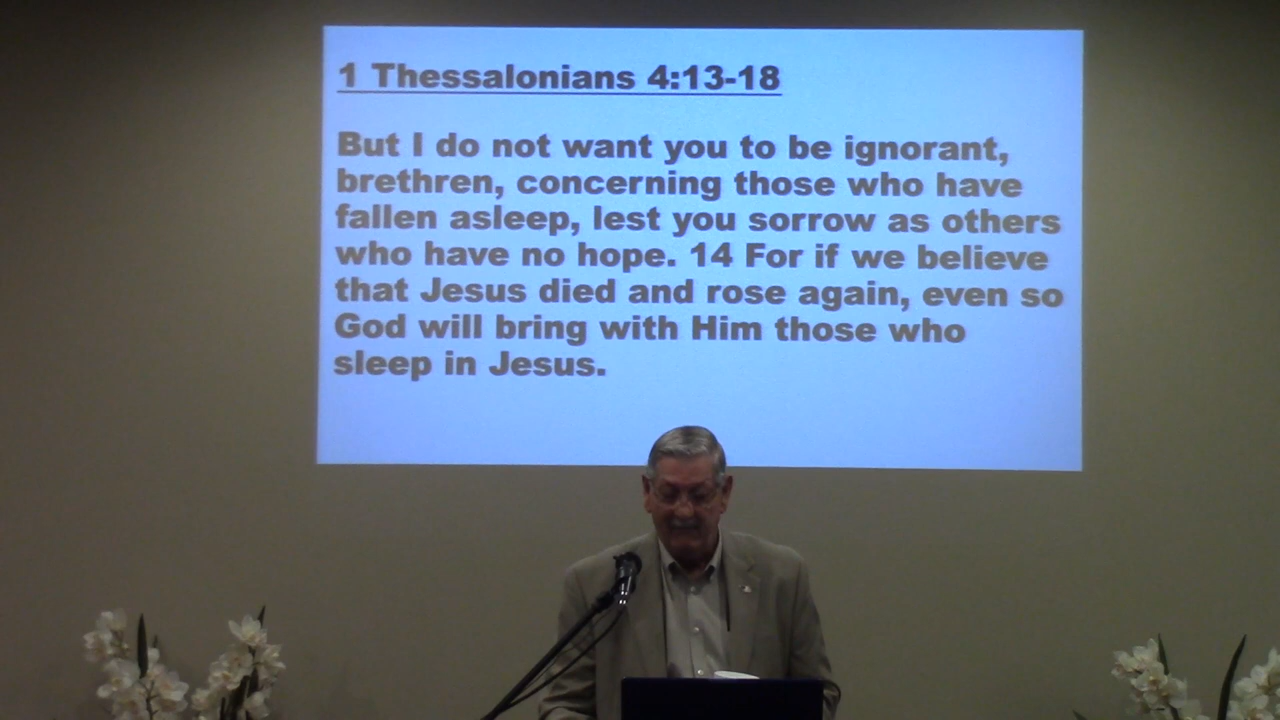 1 Thessalonians 4:13-18
But I do not want you to be ignorant,
brethren, concerning those who have
fallen asleep, lest you sorrow as others
who have no hope. 14 For if we believe
that Jesus died and rose again, even so
God will bring with Him those who
sleep in Jesus.